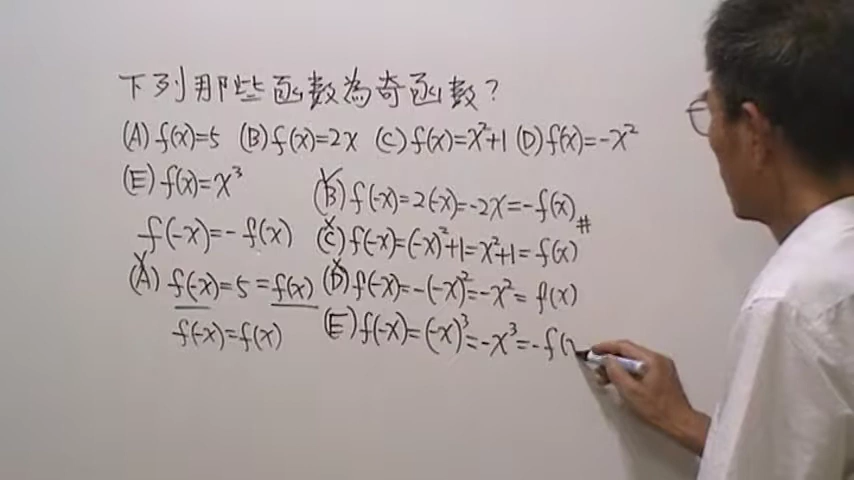 下列那些函數為奇函數?
(A) f(x)=5 (B) f(x)=2x (C) f(x)=x²+1 (D) f(x)=-x²
(E) f(x)=x³
f(-x)=-f(x)
(A) f(-x)=5=f(x)
f(-x)=f(x)
(B) f(-x)=2(-x)=-2x=-f(x)#
(C) f(-x)=(-x)²+1=x²+1=f(x)
(D) f(-x)=-(-x)²=-x²=f(x)
(E) f(-x)=(-x)³=-x³=-f(